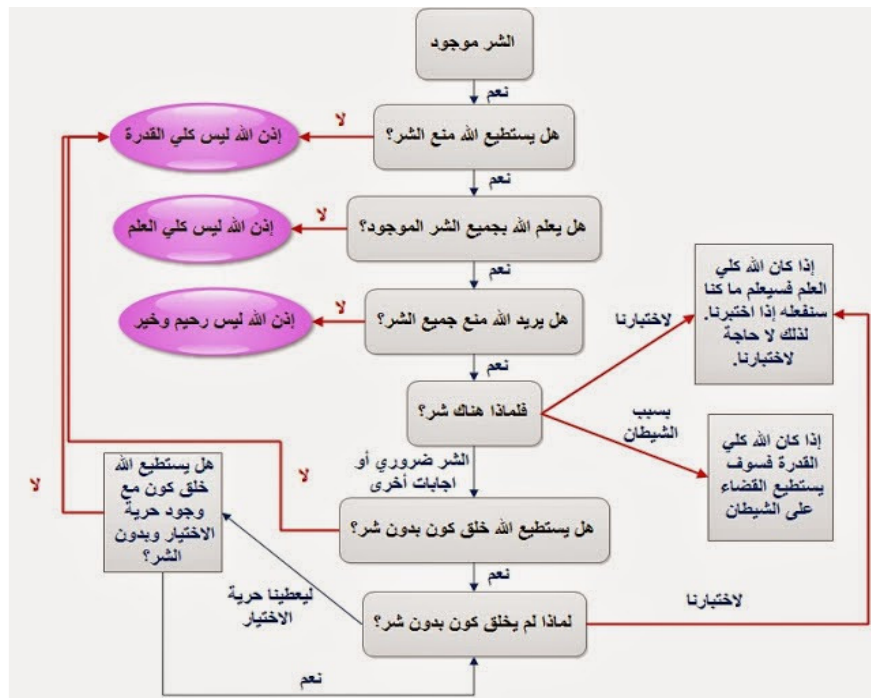 الشر موجود
نعم
هل يستطيع الله منع الشر؟
لا
إذن الله ليس كلي القدرة
نعم
هل يعلم الله بجميع الشر الموجود؟
لا
إذن الله ليس كلي العلم
نعم
هل يريد الله منع جميع الشر؟
لا
إذن الله ليس رحيم وخير
نعم
فلماذا هناك شر؟
لاختبارنا
إذا كان الله كلي
العلم فسيعلم ما كنا
سنفعله إذا اختبرنا.
لذلك لا حاجة
لاختبارنا.
بسبب
الشيطان
إذا كان الله كلي
القدرة فسوف
يستطيع القضاء
على الشيطان
الشر ضروري أو
اجابات أخرى
هل يستطيع الله خلق كون بدون شر؟
لا
نعم
لماذا لم يخلق كون بدون شر؟
لاختبارنا
ليعطينا حرية
الاختيار
هل يستطيع الله
خلق كون مع
وجود حرية
الاختيار وبدون
الشر؟
لا
نعم